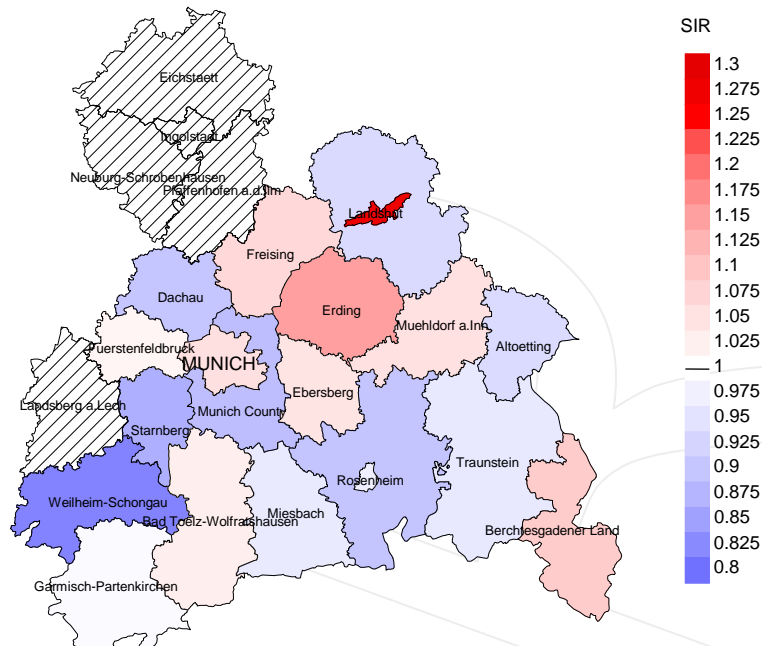 SIR
1.3
1.275
1.25
1.225
1.2
1.175
1.15
1.125
1.1
1.075
1.05
1.025
1
0.975
0.95
0.925
0.9
0.875
0.85
0.825
0.8
Eichstaett
Ingolstadt
Neuburg-Schrobenhausen
Pfaffenhofen a.d.Ilm
Landshut
Freising
Dachau
Erding
Muehldorf a.Inn
Altoetting
Fuerstenfeldbruck
MUNICH
Ebersberg
Landsberg a.Lech
Munich County
Starnberg
Traunstein
Rosenheim
Weilheim-Schongau
Miesbach
Bad Toelz-Wolfratshausen
Berchtesgadener Land
Garmisch-Partenkirchen